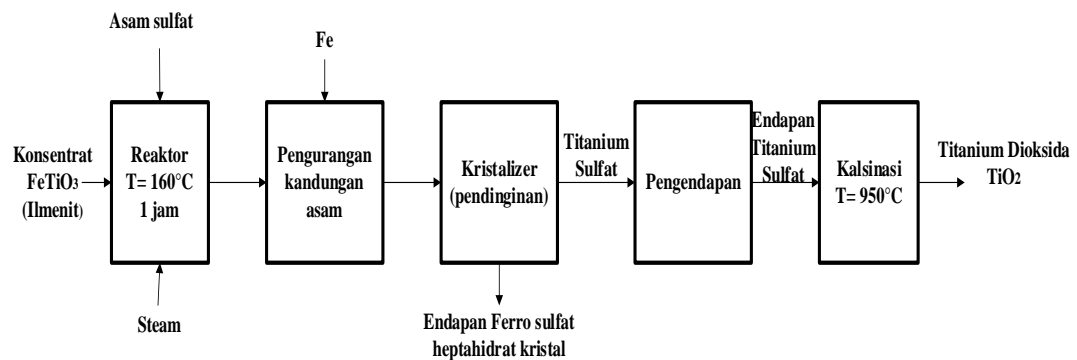 Asam sulfat
Fe
Konsentrat
FeTiO3
(Ilmenit)
Reaktor
T= 160°C
1 jam
Pengurangan
kandungan
asam
Kristalizer
(pendinginan)
Titanium
Sulfat
Pengendapan
Endapan
Titanium
Sulfat
Kalsinasi
T= 950°C
Titanium Dioksida
TiO2
Steam
Endapan Ferro sulfat
heptahidrat kristal